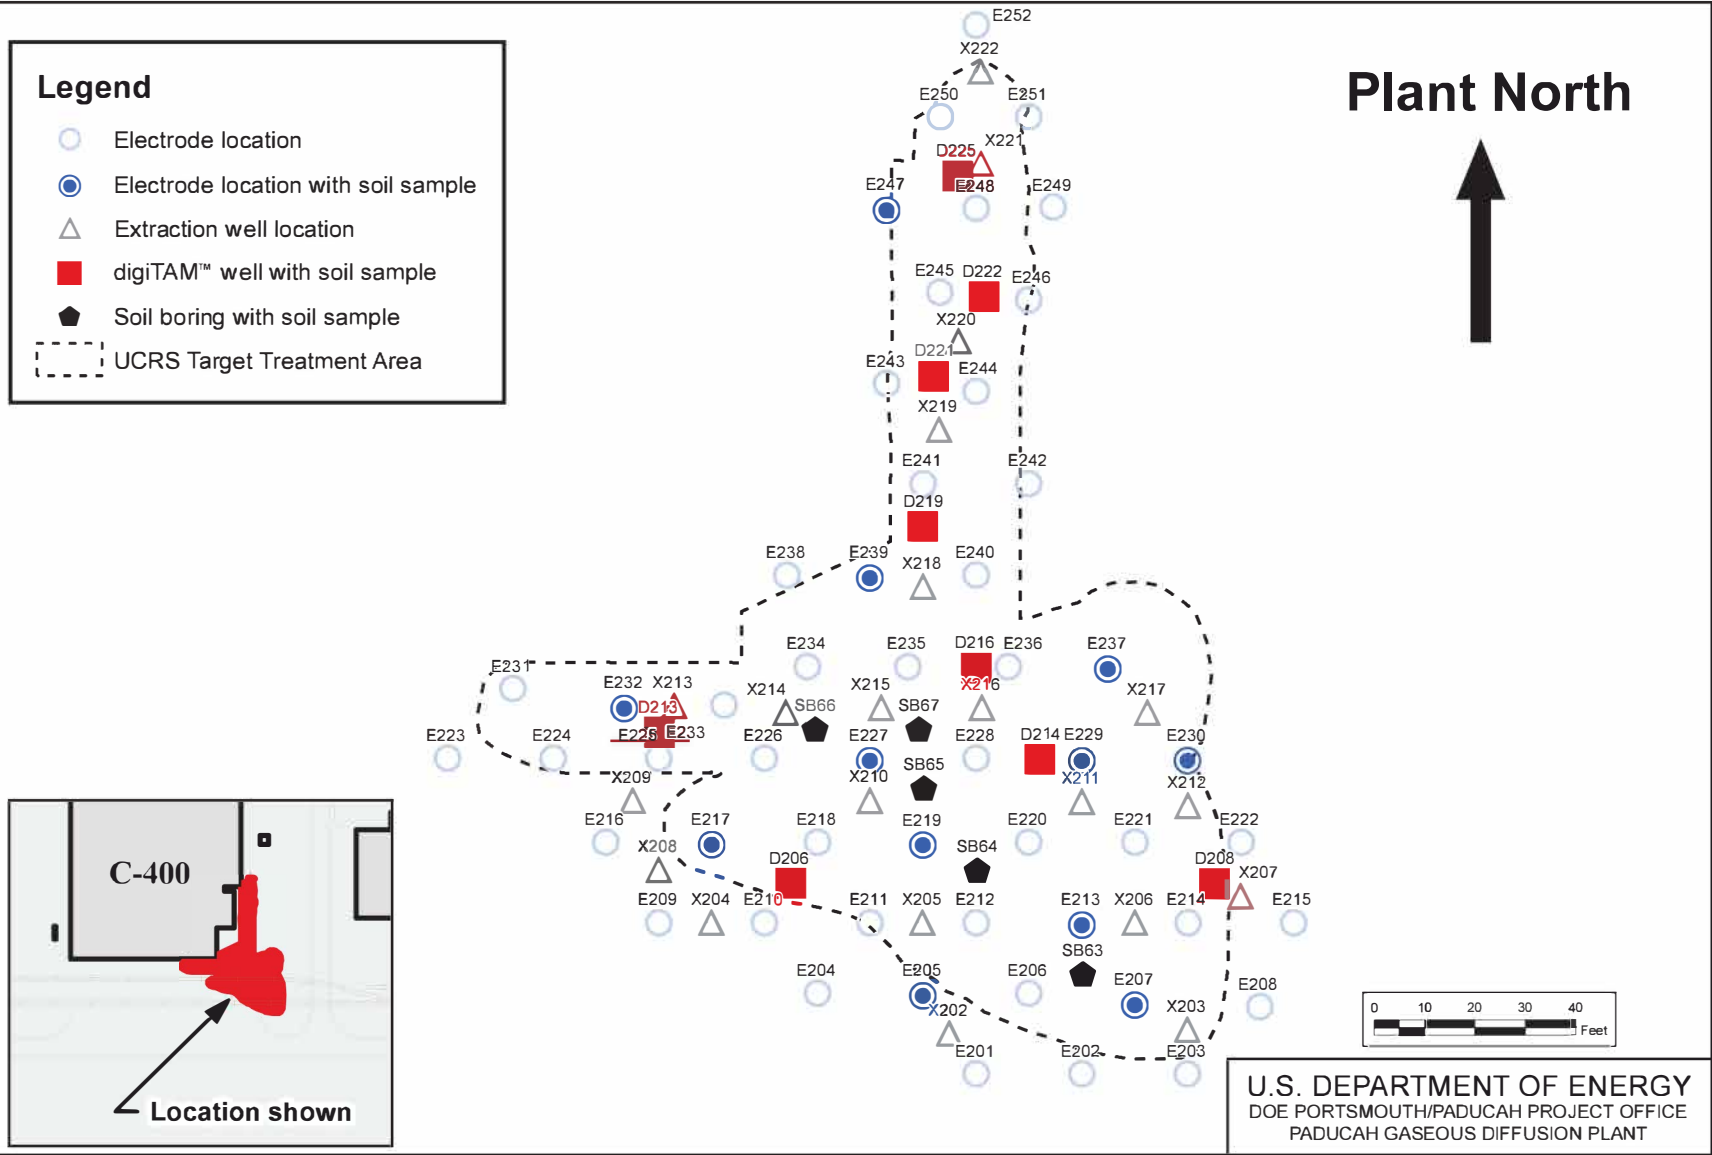 E252
X222
Legend
Plant North
E250
E251
Electrode location
X221
D225
Electrode location with soil sample
E247
E248
E249
Extraction well location
digiTAM™ well with soil sample
E245
D222
E246
Soil boring with soil sample
X220
UCRS Target Treatment Area
D221
E243
E244
X219
E241
E242
D219
E238
E239
X218
E240
E234
E235
D216
E236
E237
E231
E232
X213
X214
X215
X216
X217
D213
SB66
SB67
E223
E224
E225
E233
E226
E227
E228
D214
E229
E230
SB65
X209
X210
X211
X212
E216
E217
E218
E219
E220
E221
E222
X208
D206
SB64
D208
X207
C-400
E209
X204
E210
E211
X205
E212
E213
X206
E214
E215
SB63
E204
E205
E206
E207
E208
X202
X203
0 10 20 30 40
Feet
E201
E202
E203
Location shown
U.S. DEPARTMENT OF ENERGY
DOE PORTSMOUTH/PADUCAH PROJECT OFFICE
PADUCAH GASEOUS DIFFUSION PLANT